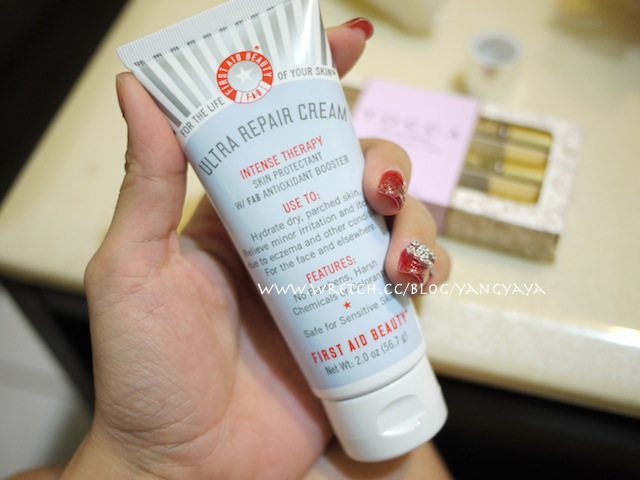 FIRST AID BEAUTY
FAB
FOR THE LIFE OF YOUR SKIN
ULTRA REPAIR CREAM
INTENSE THERAPY
SKIN PROTECTANT
W/ FAB ANTIOXIDANT BOOSTER
USE TO:
Hydrate dry, parched skin
Relieve minor irritation and
due to eczema and other
For the face and elsewhere
FEATURES:
No Harsh
Chemicals
Safe for Sensitive
FIRST AID BEAUTY
Net Wt. 2.0 oz (56.7 g)
WWW.WRETCH.CC/BLOG/YANGYAYA